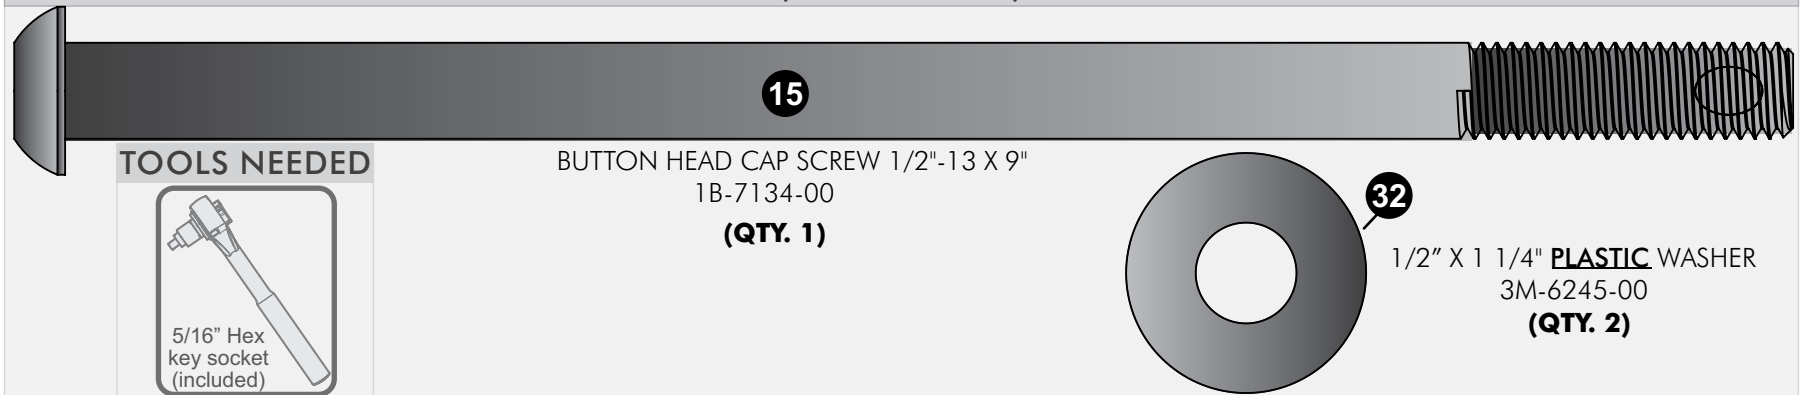 15
TOOLS NEEDED
5/16” Hex
key socket
(included)
BUTTON HEAD CAP SCREW 1/2"-13 X 9"
1B-7134-00
(QTY. 1)
32
1/2” X 1 1/4" PLASTIC WASHER
3M-6245-00
(QTY. 2)